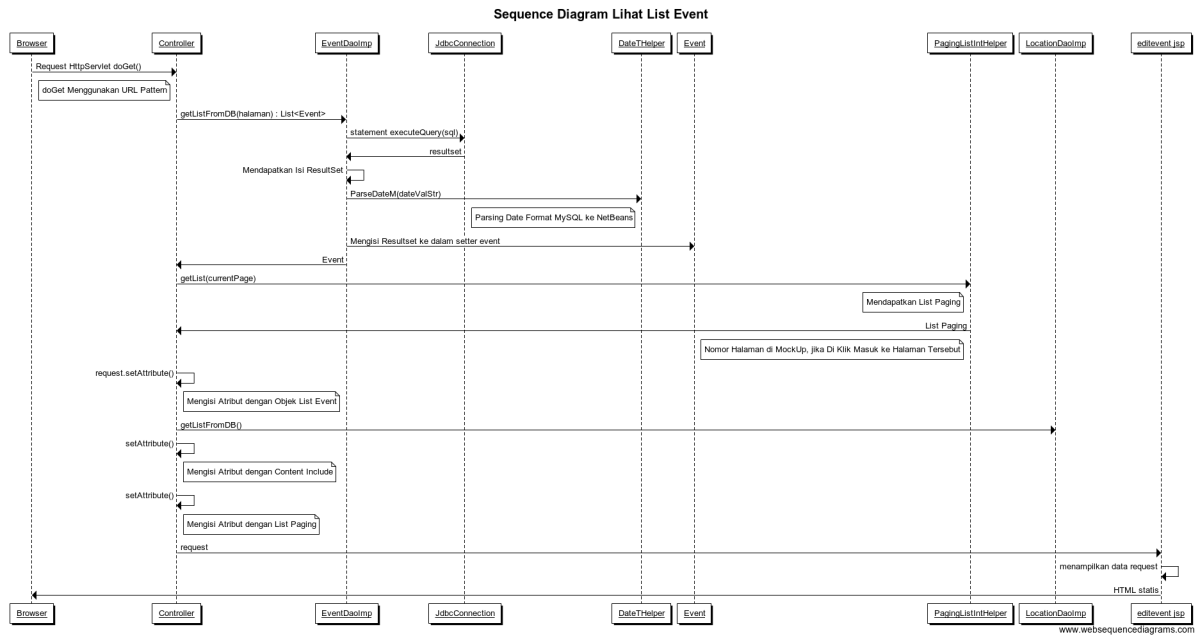 Sequence Diagram Lihat List Event
Browser
Controller
EventDaoImp
JdbcConnection
DateTHelper
Event
PagingListIntHelper
LocationDaoImp
editevent.jsp
Request HttpServlet doGet()
doGet Menggunakan URL Pattern
getListFromDB(halaman) : List<Event>
statement executeQuery(sql)
resultset
Mendapatkan Isi ResultSet
ParseDateM(dateValStr)
Parsing Date Format MySQL ke NetBeans
Mengisi Resultset ke dalam setter event
Event
getList(currentPage)
Mendapatkan List Paging
List Paging
Nomor Halaman di MockUp, jika Di Klik Masuk ke Halaman Tersebut
request.setAttribute()
Mengisi Atribut dengan Objek List Event
getListFromDB()
setAttribute()
Mengisi Atribut dengan Content Include
setAttribute()
Mengisi Atribut dengan List Paging
request
menampilkan data request
HTML statis
Browser
Controller
EventDaoImp
JdbcConnection
DateTHelper
Event
PagingListIntHelper
LocationDaoImp
editevent.jsp
www.websequencediagrams.com